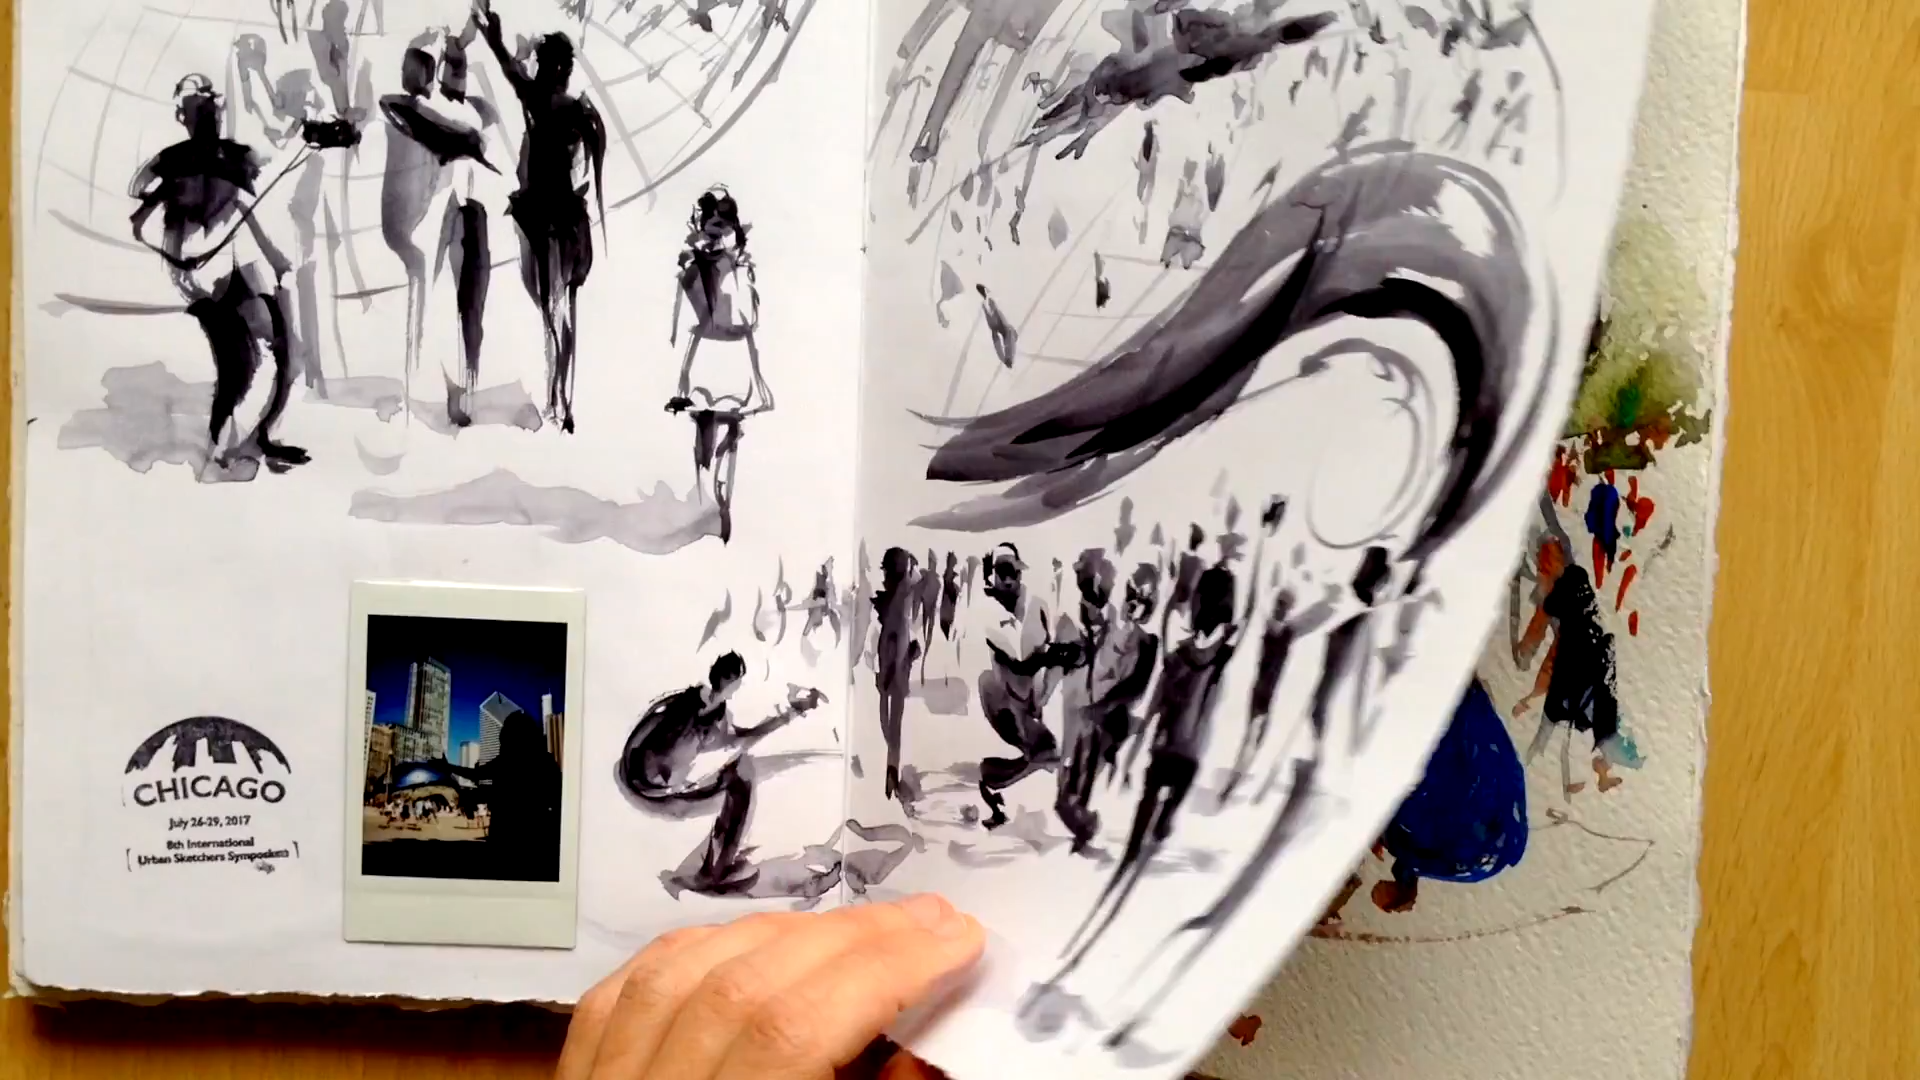 CHICAGO
July 26-29, 2017
8th International
Urban Sketchers Symposium